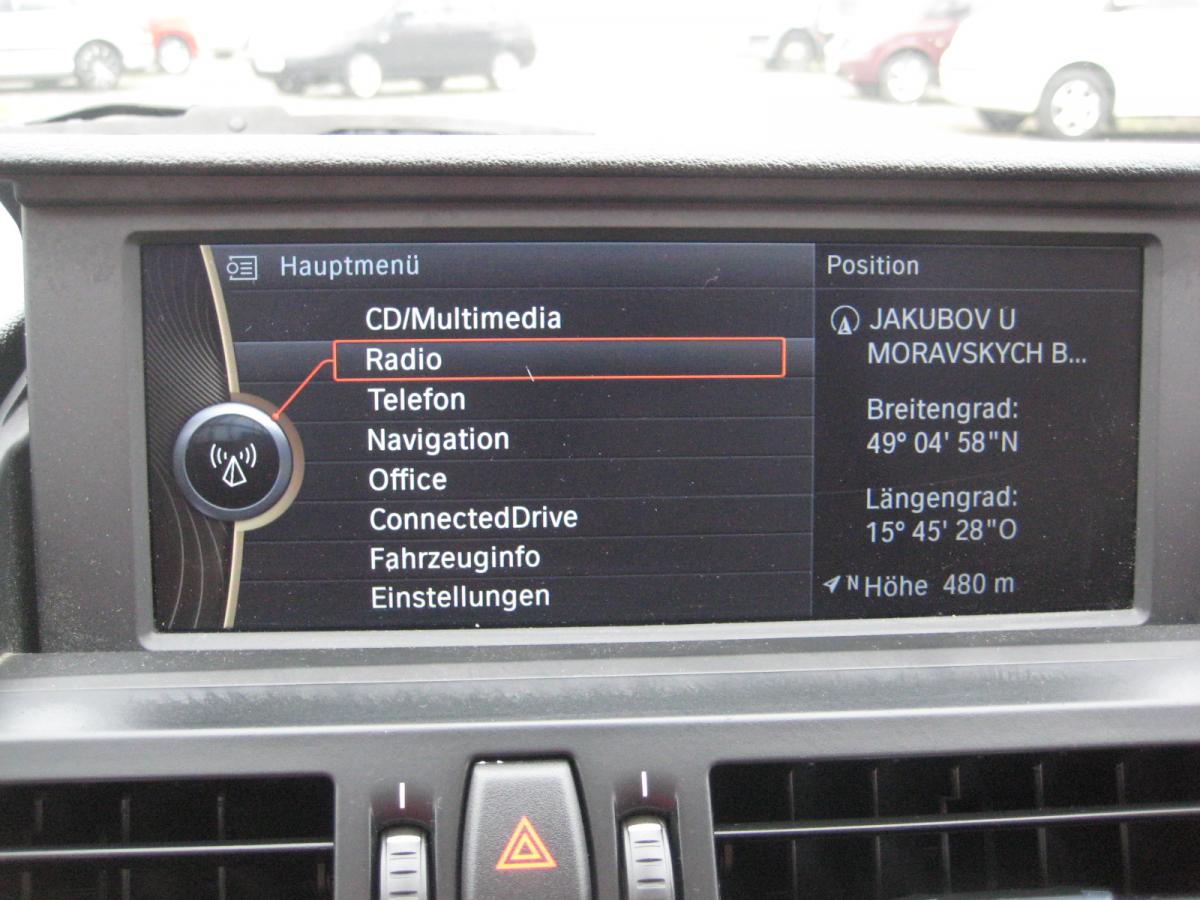 Hauptmenü
CD/Multimedia
Radio
Telefon
Navigation
Office
ConnectedDrive
Fahrzeuginfo
Einstellungen
Position
JAKUBOV U
MORAVSKYCH B...
Breitengrad:
49° 04' 58"N
Längengrad:
15° 45' 28"O
N Höhe 480 m